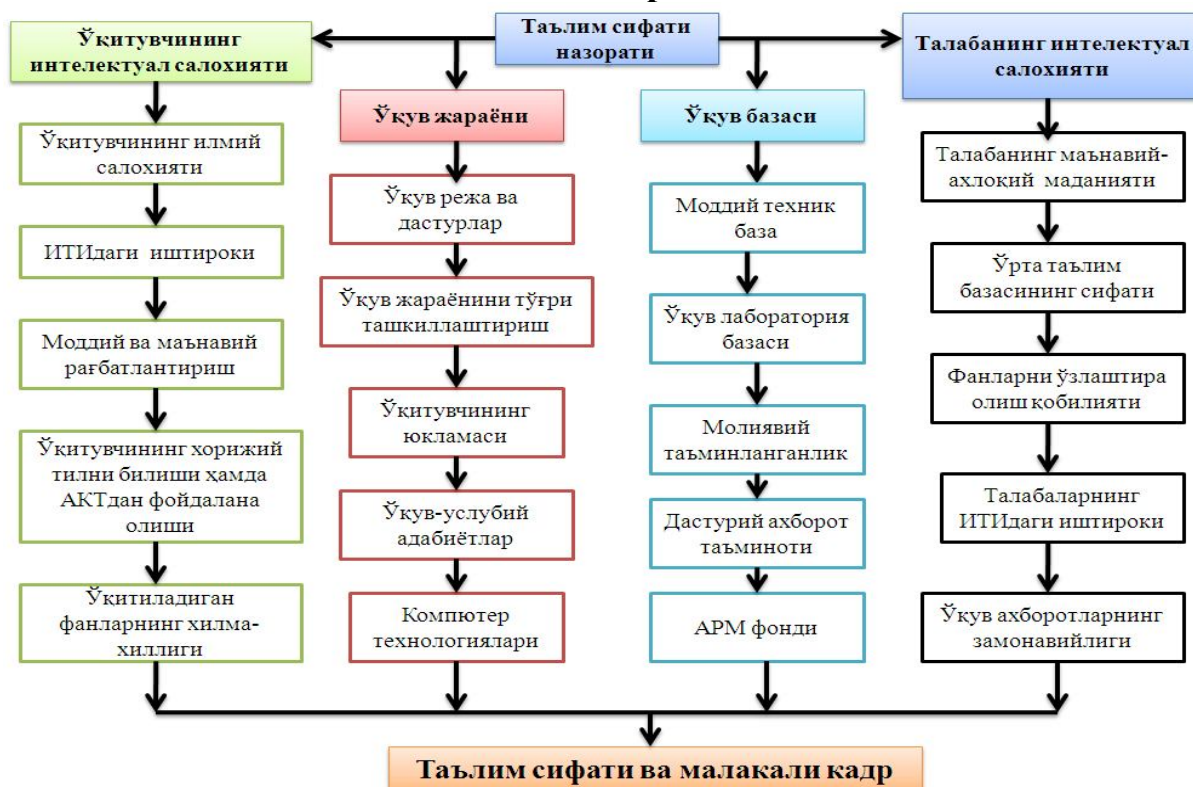 Таълим сифати
назорати
Ўқитувчининг
интелектуал салохияти
Ўқитувчининг илмий
салохияти
ИТИдаги иштироки
Моддий ва маънавий
рағбатлантириш
Ўқитувчининг хорижий
тилни билиши ҳамда
АКТдан фойдалана
олиши
Ўқитиладиган
фанларнинг хилма-
хиллиги
Ўқув жараёни
Ўқув режа ва
дастурлар
Ўқув жараёнини тўғри
ташкиллаштириш
Ўқитувчининг
юкламаси
Ўқув-услубий
адабиётлар
Компютер
технологиялари
Ўқув базаси
Моддий техник
база
Ўқув лаборатория
базаси
Молиявий
таъминланганлик
Дастурий ахборот
таъминоти
АРМ фонди
Талабанинг интелектуал
салохияти
Талабанинг маънавий-
ахлоқий маданияти
Ўрта таълим
базасининг сифати
Фанларни ўзлаштира
олиш қобилияти
Талабаларнинг
ИТИдаги иштироки
Ўқув ахборотларнинг
замонавийлиги
Таълим сифати ва малакали кадр